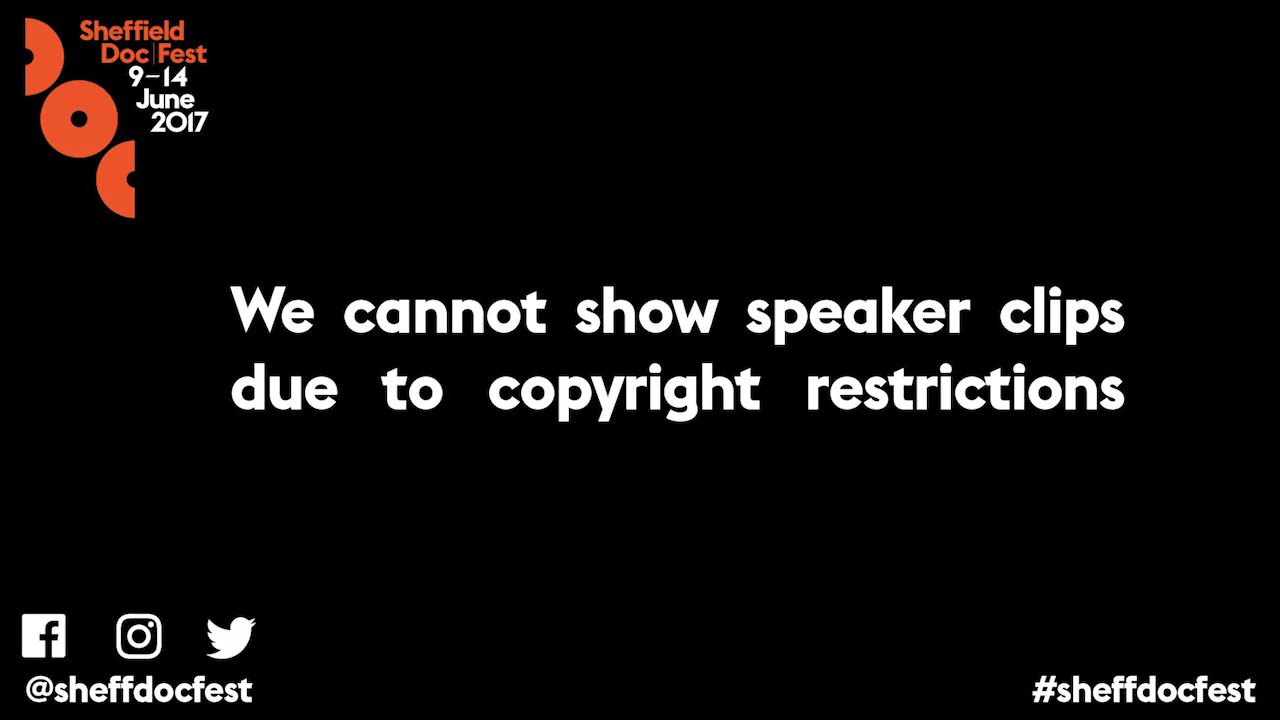 Sheffield
Doc|Fest
9–14
June
2017
We cannot show speaker clips
due to copyright restrictions
@sheffdocfest
#sheffdocfest